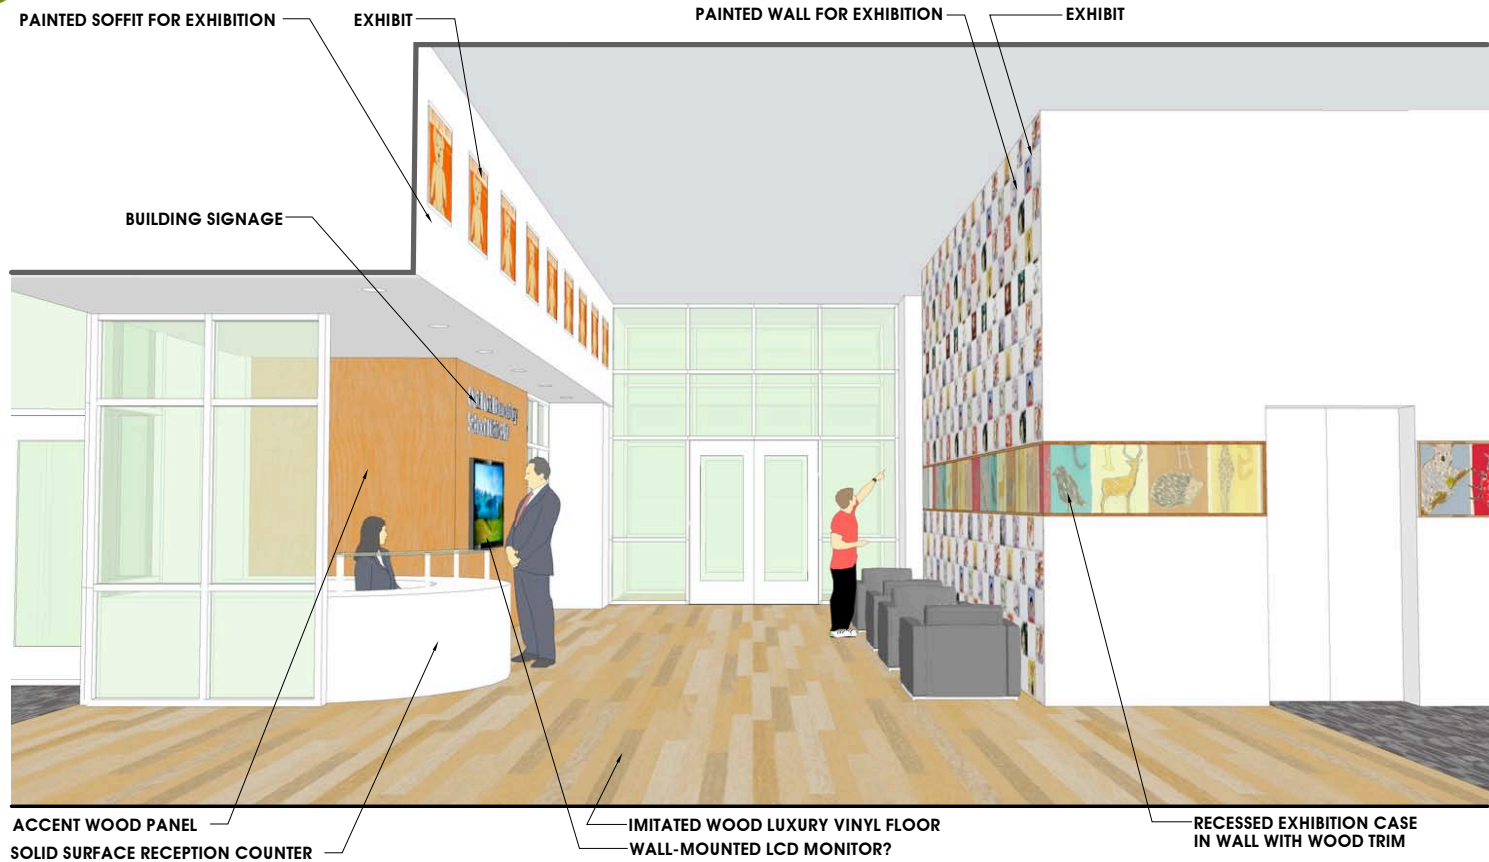 PAINTED SOFFIT FOR EXHIBITION
EXHIBIT
PAINTED WALL FOR EXHIBITION
EXHIBIT
BUILDING SIGNAGE
ACCENT WOOD PANEL
SOLID SURFACE RECEPTION COUNTER
IMITATED WOOD LUXURY VINYL FLOOR
WALL-MOUNTED LCD MONITOR?
RECESSED EXHIBITION CASE
IN WALL WITH WOOD TRIM